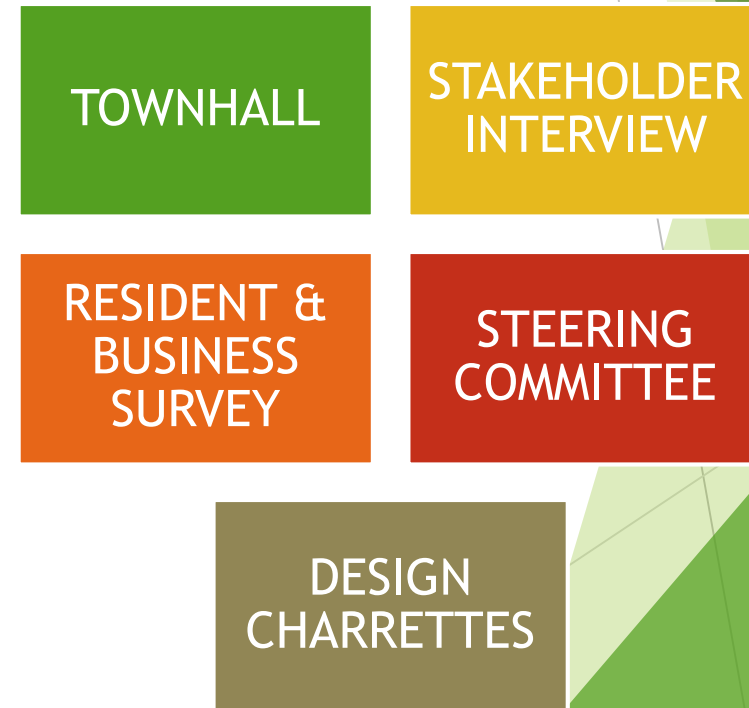 TOWNHALL
STAKEHOLDER
INTERVIEW
RESIDENT &
BUSINESS
SURVEY
STEERING
COMMITTEE
DESIGN
CHARRETTES